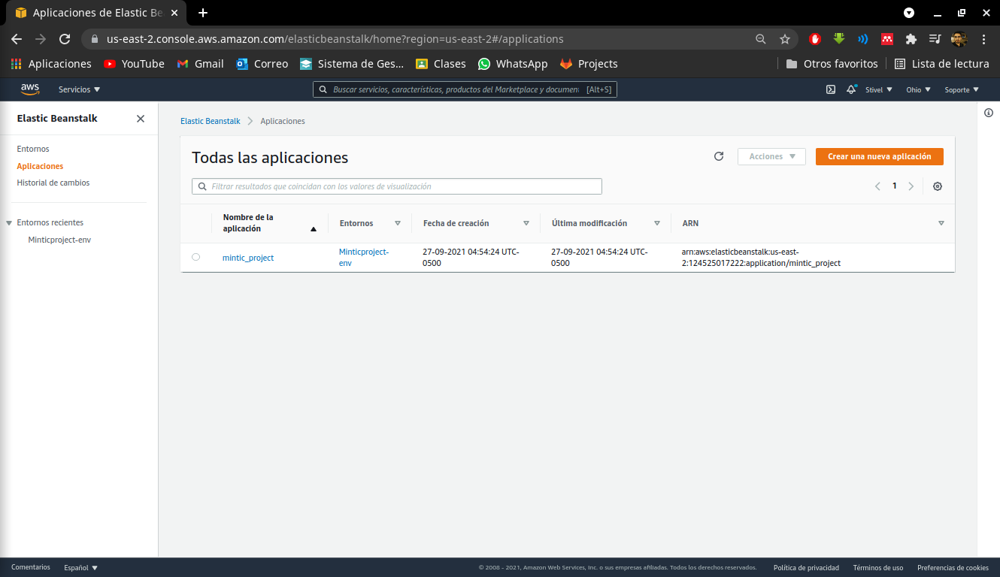 Aplicaciones de Elastic Be
us-east-2.console.aws.amazon.com/elasticbeanstalk/home?region=us-east-2#/applications
Aplicaciones YouTube Gmail Correo Sistema de Ges... Clases WhatsApp Projects Otros favoritos Lista de lectura
aws Servicios Buscar servicios, características, productos del Marketplace y document [Alt+S] Stivel Ohio Soporte
Elastic Beanstalk
Entornos
Aplicaciones
Historial de cambios
Entornos recientes
Minticproject-env
Elastic Beanstalk Aplicaciones
Todas las aplicaciones
Acciones Crear una nueva aplicación
Filtrar resultados que coincidan con los valores de visualización
1
Nombre de la
aplicación
Entornos
Fecha de creación
Última modificación
ARN
mintic_project
Minticproject-
env
27-09-2021 04:54:24 UTC-
0500
27-09-2021 04:54:24 UTC-
0500
arn:aws:elasticbeanstalk:us-east-
2:124525017222:application/mintic_project
Comentarios Español © 2008 - 2021, Amazon Web Services, Inc. o sus empresas afiliadas. Todos los derechos reservados. Política de privacidad Términos de uso Preferencias de cookies